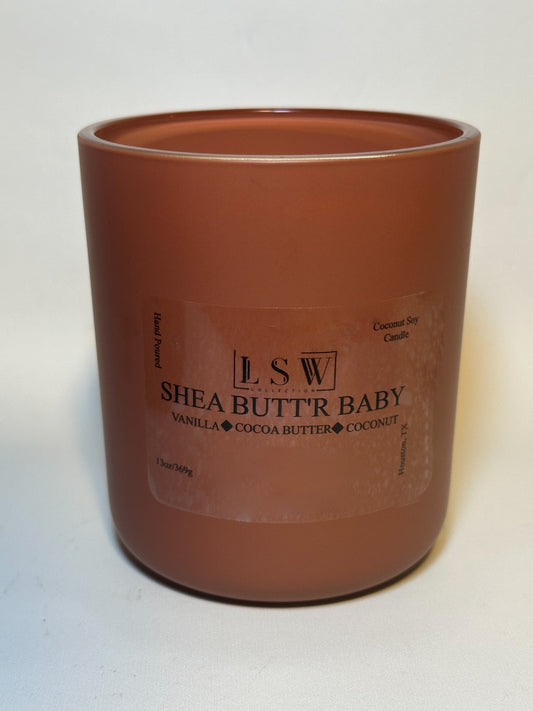 Hand Poured
Coconut Soy
Candle
LSW
COLLECTION
SHEA BUTT'R BABY
VANILLA◆COCOA BUTTER◆COCONUT
13oz/369g
Houston, TX